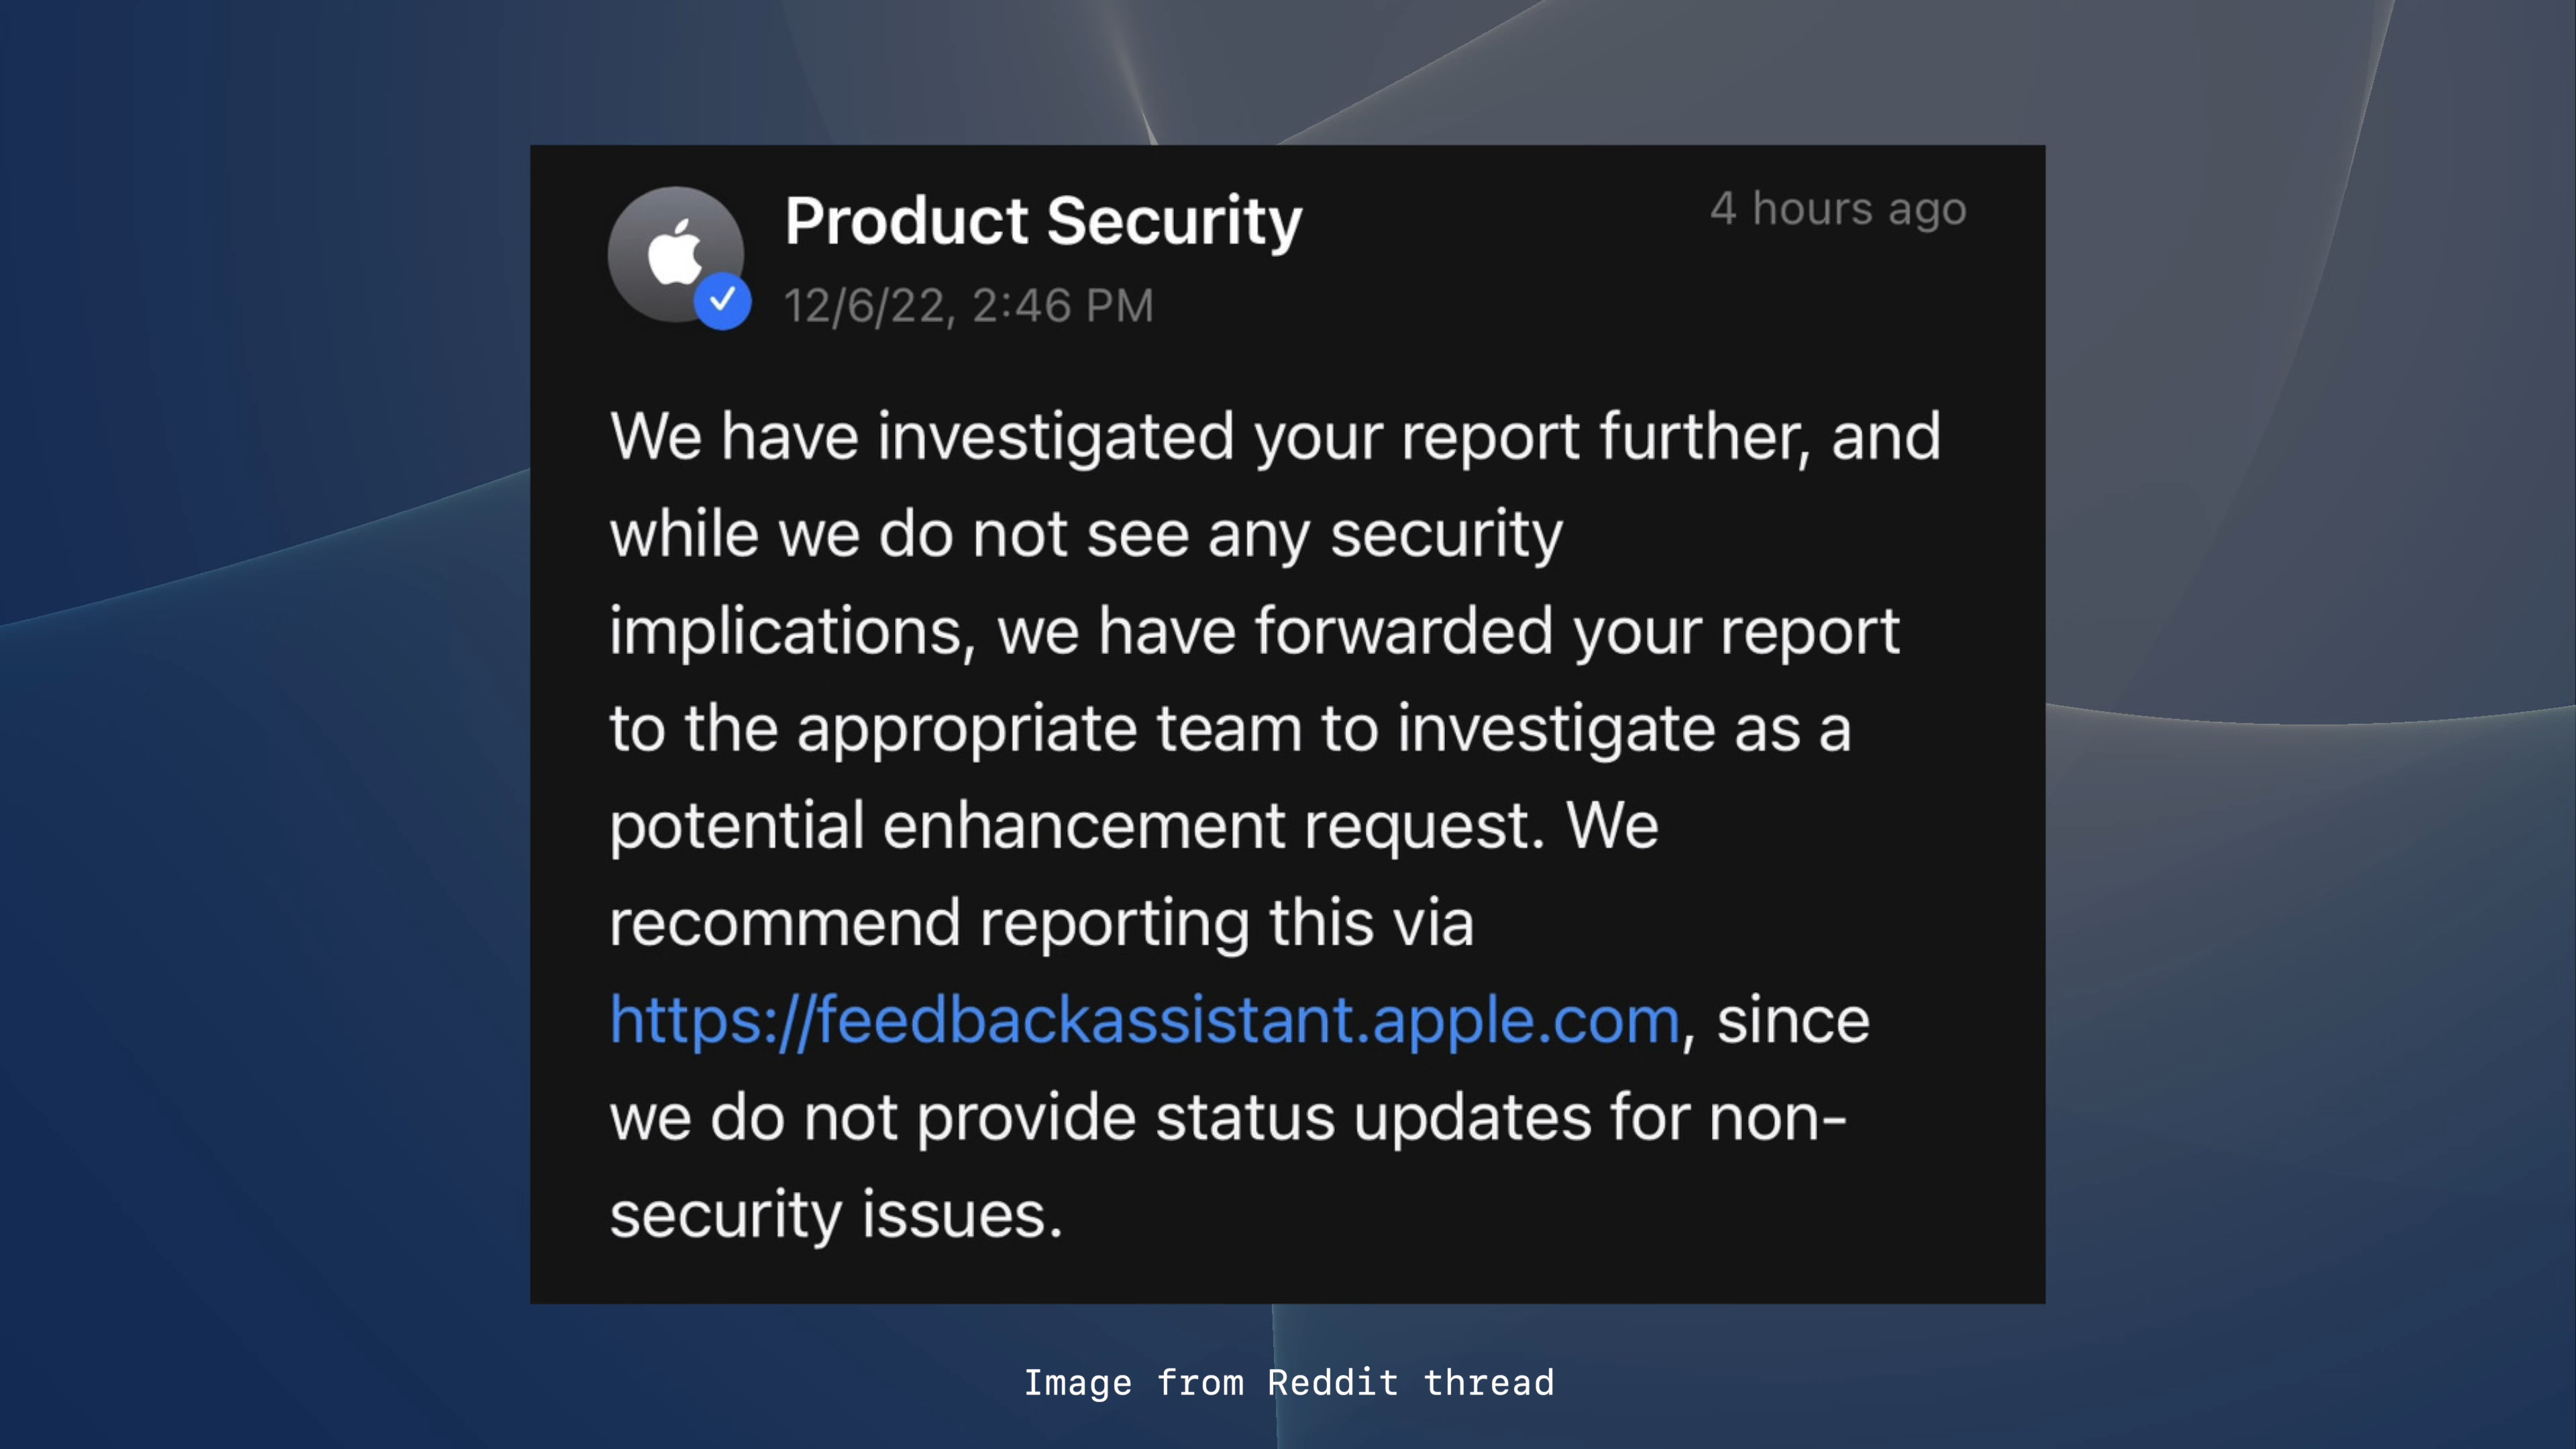 Product Security
4 hours ago
12/6/22, 2:46 PM
We have investigated your report further, and
while we do not see any security
implications, we have forwarded your report
to the appropriate team to investigate as a
potential enhancement request. We
recommend reporting this via
https://feedbackassistant.apple.com, since
we do not provide status updates for non-
security issues.
Image from Reddit thread